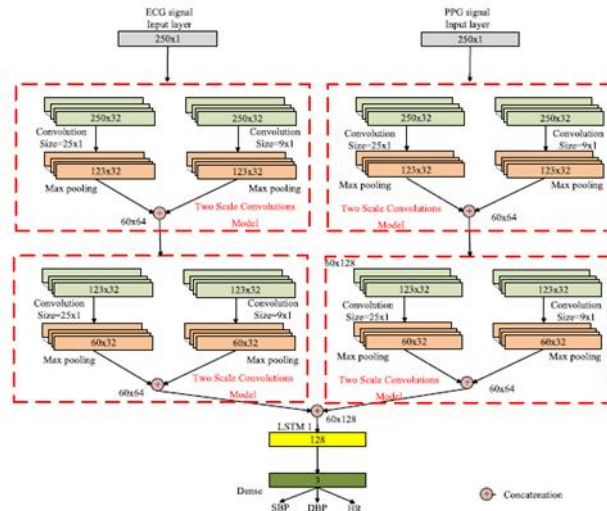 ECG signal
Input layer
250x1
PPG signal
Input layer
250x1
250x32
250x32
Convolution
Size=25x1
Convolution
Size=9x1
123x32
123x32
Max pooling
Max pooling
60x64
Two Scale Convolutions
Model
250x32
250x32
Convolution
Size=25x1
Convolution
Size=9x1
123x32
123x32
Max pooling
Max pooling
60x64
Two Scale Convolutions
Model
123x32
123x32
Convolution
Size=25x1
Convolution
Size=9x1
60x32
60x32
Max pooling
Max pooling
Two Scale Convolutions
Model
60x64
60x128
123x32
123x32
Convolution
Size=25x1
Convolution
Size=9x1
60x32
60x32
Max pooling
Max pooling
Two Scale Convolutions
Model
60x64
60x128
LSTM 1
128
3
Dense
SBP
DBP
HR
Concatenation